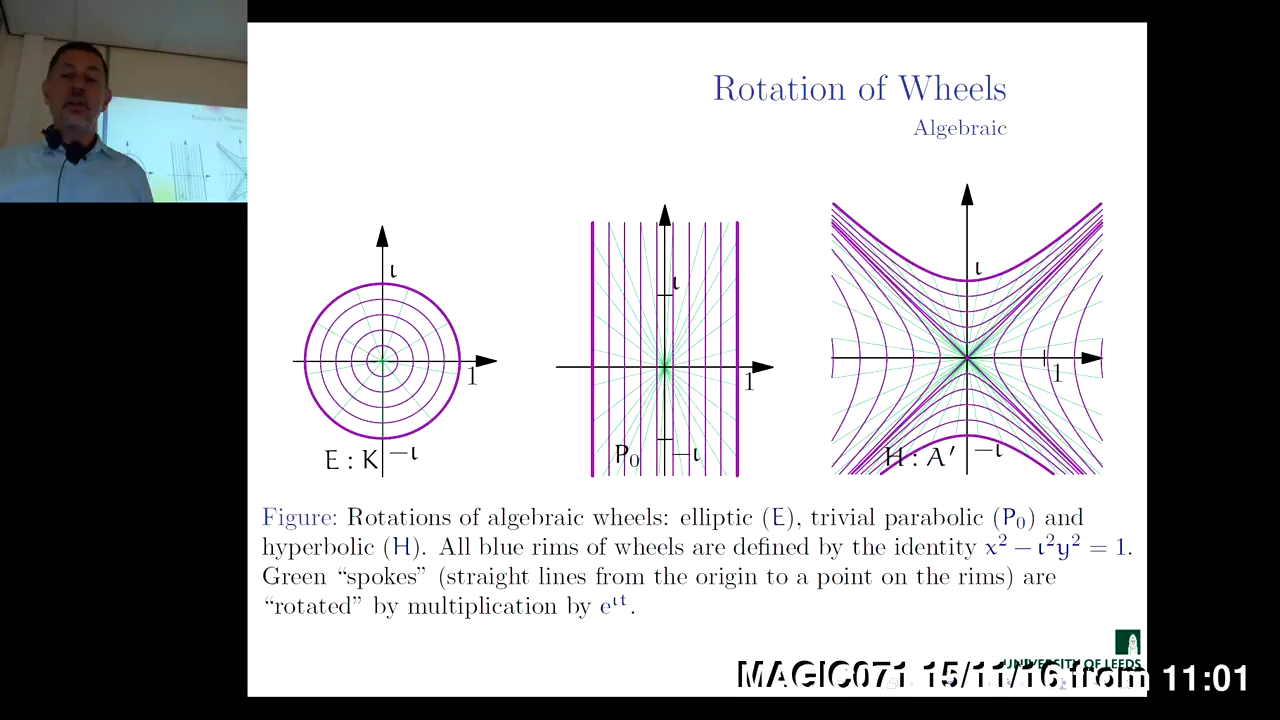 Rotation of Wheels
Algebraic
ι
1
E : K
−ι
ι
1
P₀
−ι
ι
1
H : A′
−ι
Figure: Rotations of algebraic wheels: elliptic (E), trivial parabolic (P₀) and
hyperbolic (H). All blue rims of wheels are defined by the identity x² − ι²y² = 1.
Green “spokes” (straight lines from the origin to a point on the rims) are
“rotated” by multiplication by e^{ιt}.
UNIVERSITY OF LEEDS
MAGIC071 15/11/16 from 11:01